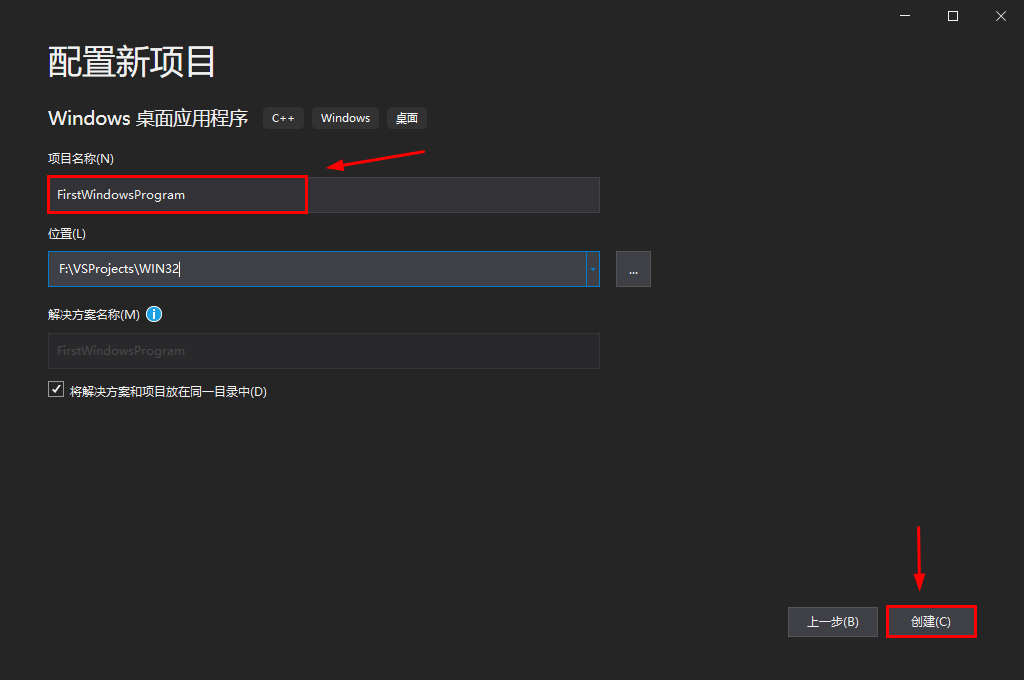 配置新项目
Windows 桌面应用程序 C++ Windows 桌面
项目名称(N)
FirstWindowsProgram
位置(L)
F:\VSProjects\WIN32
...
解决方案名称(M)
FirstWindowsProgram
将解决方案和项目放在同一目录中(D)
上一步(B) 创建(C)